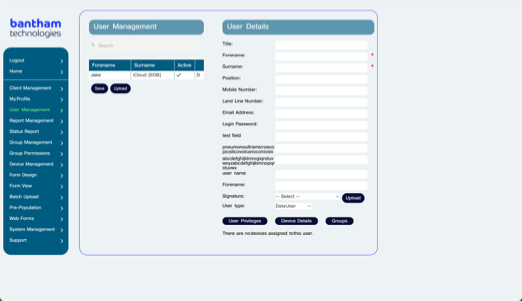 bantham
technologies
Logout
Home
Client Management
My Profile
User Management
Report Management
Status Report
Group Management
Group Permissions
Device Management
Form Design
Form View
Batch Upload
Pre-Population
Web Forms
System Management
Support
User Management
Search
Forename Surname Active
Jake iCloud (EOB) D
Save Upload
User Details
Title:
Forename: *
Surname: *
Position:
Mobile Number:
Land Line Number:
Email Address:
Login Password:
test field
user name
Forename:
Signature: -- Select -- Upload
User type: DataUser
User Privileges Device Details Groups
There are no devices assigned to this user.